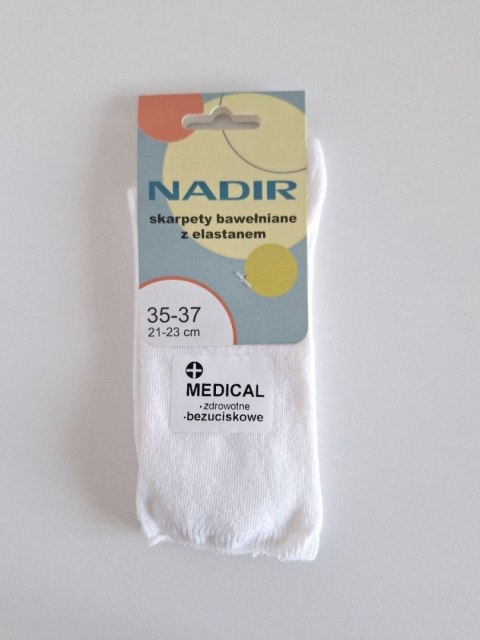 NADIR
skarpety bawełniane
z elastanem
35-37
21-23 cm
MEDICAL
•zdrowotne
•bezuciskowe